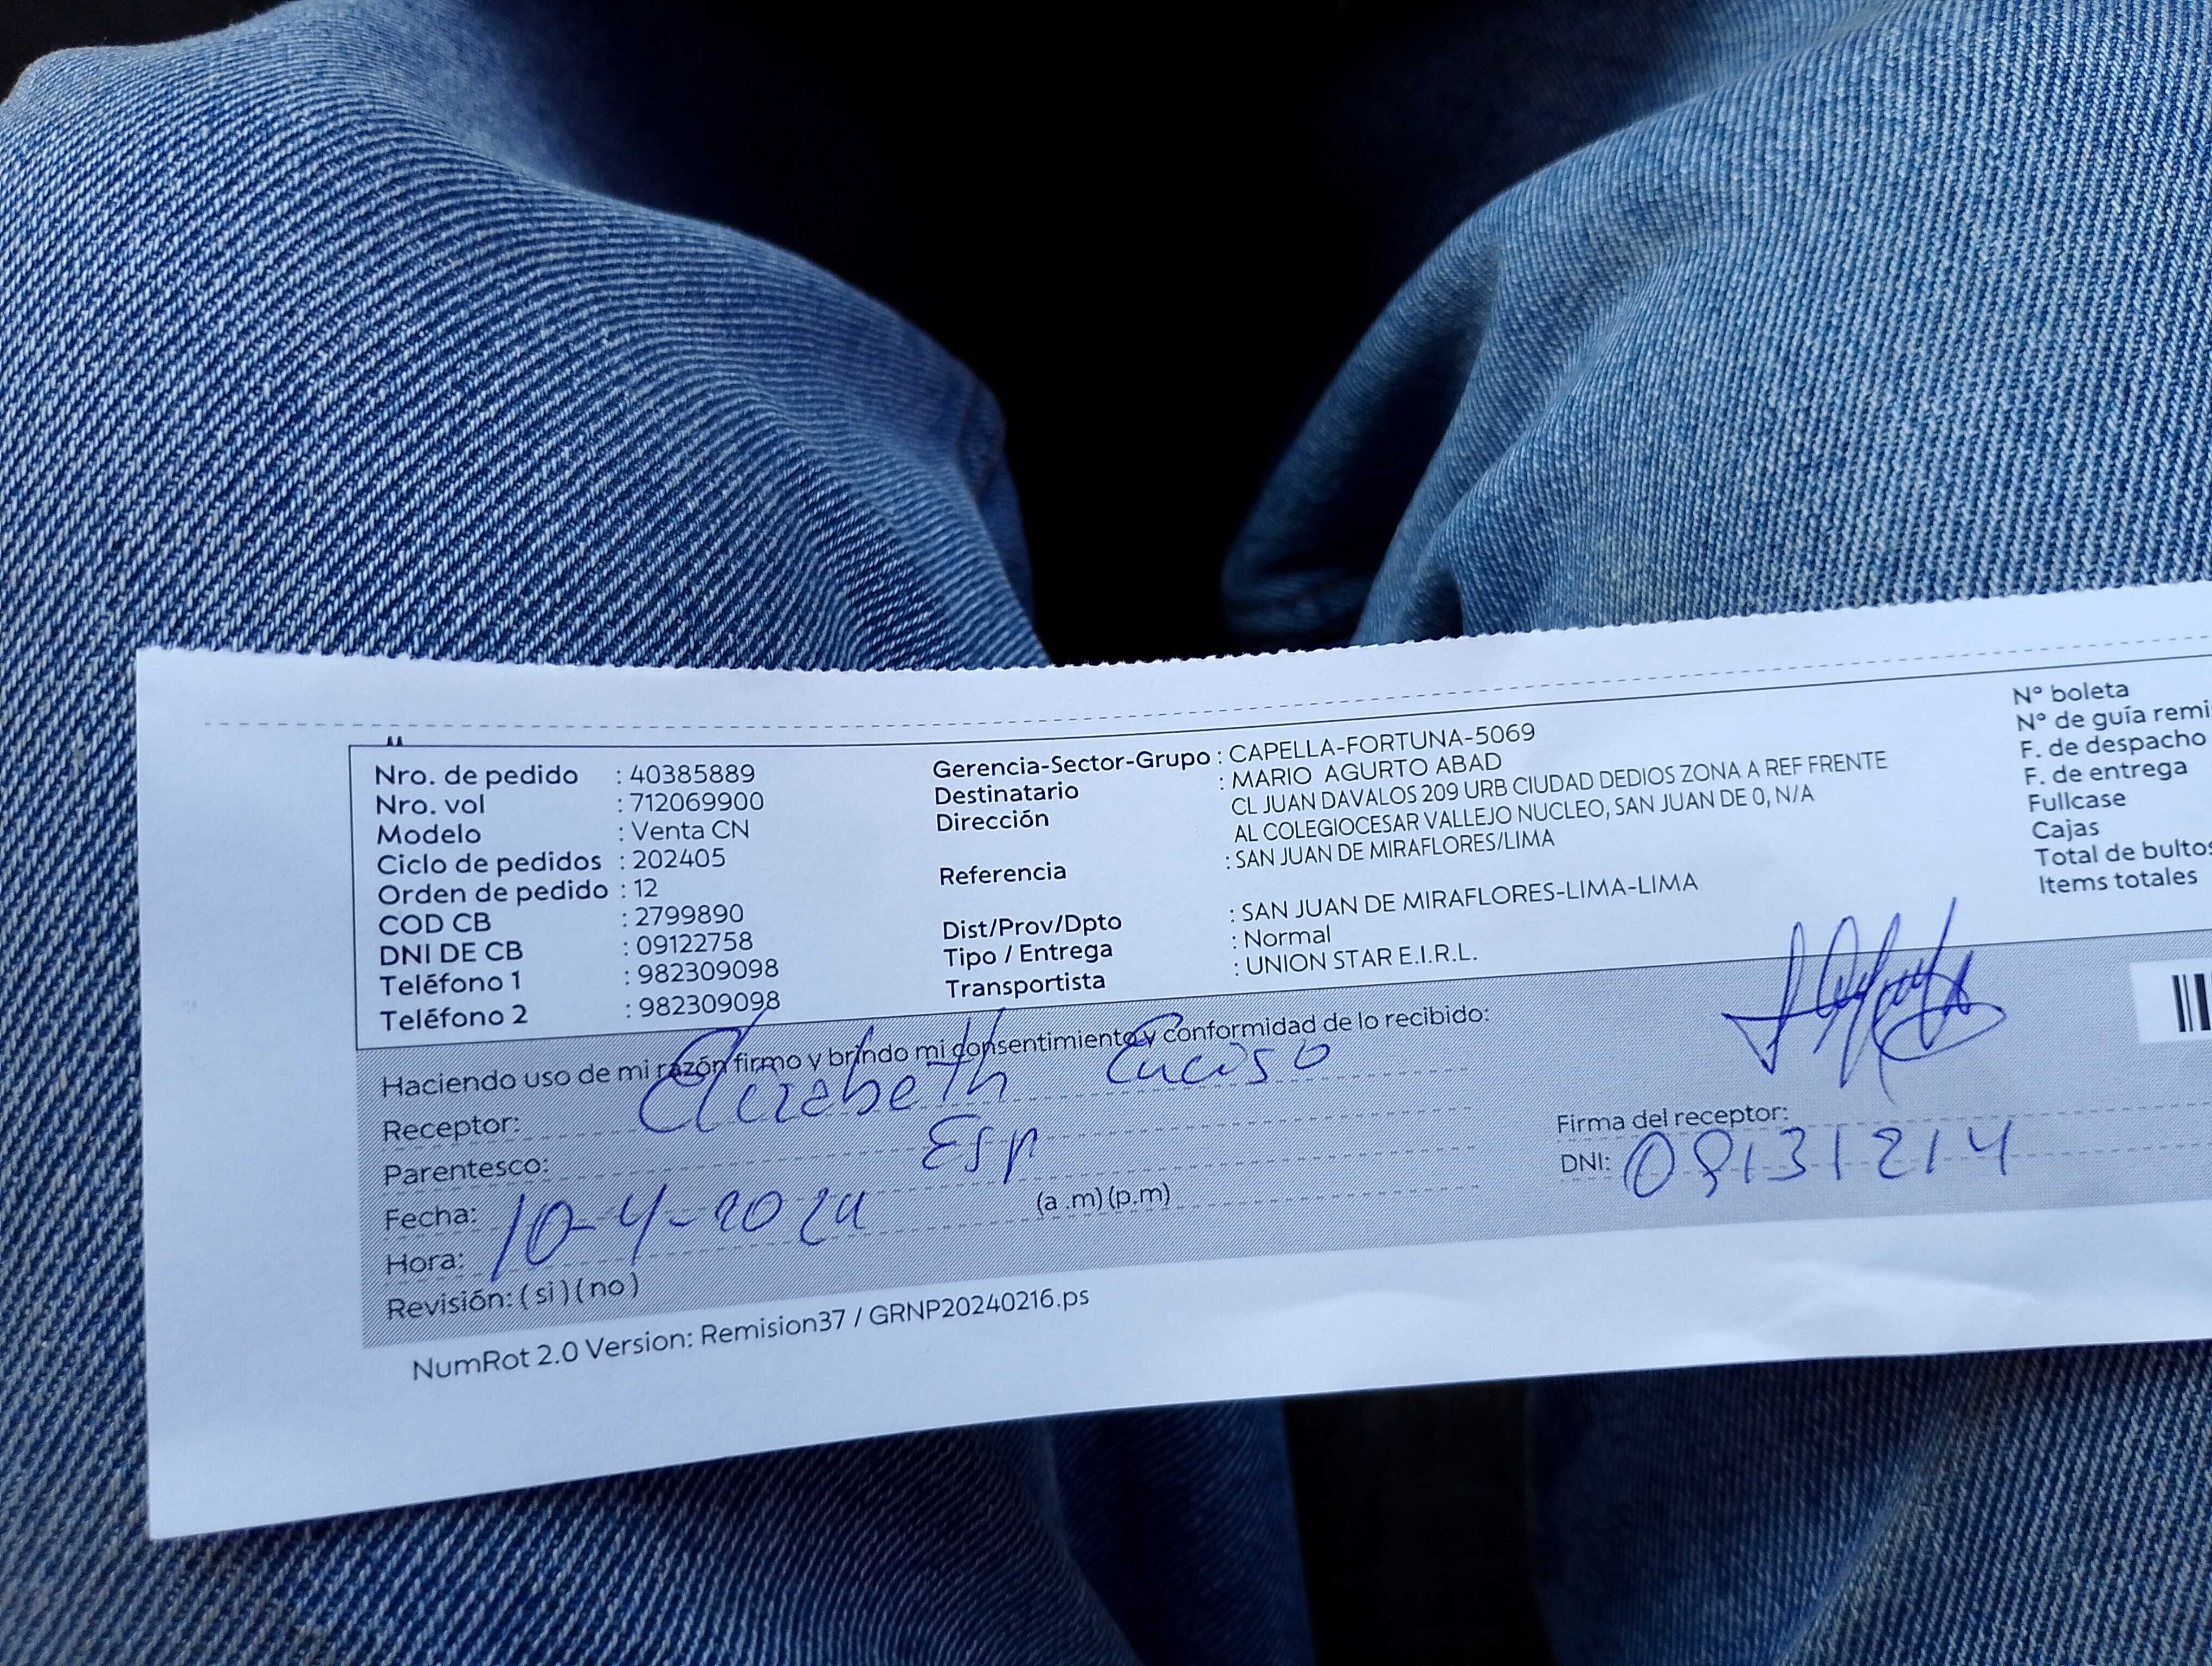 Nro. de pedido : 40385889
Nro. vol : 712069900
Modelo : Venta CN
Ciclo de pedidos : 202405
Orden de pedido : 12
COD CB : 2799890
DNI DE CB : 09122758
Teléfono 1 : 982309098
Teléfono 2 : 982309098
Gerencia-Sector-Grupo : CAPELLA-FORTUNA-5069
Destinatario : MARIO AGURTO ABAD
Dirección CL JUAN DAVALOS 209 URB CIUDAD DEDIOS ZONA A REF FRENTE
AL COLEGIOCESAR VALLEJO NUCLEO, SAN JUAN DE 0, N/A
Referencia : SAN JUAN DE MIRAFLORES/LIMA
Dist/Prov/Dpto : SAN JUAN DE MIRAFLORES-LIMA-LIMA
Tipo / Entrega : Normal
Transportista : UNION STAR E.I.R.L.
N° boleta
N° de guía remi
F. de despacho
F. de entrega
Fullcase
Cajas
Total de bultos
Items totales
Haciendo uso de mi razón firmo y brindo mi consentimiento y conformidad de lo recibido:
Receptor: Elizabeth
Parentesco: Esp
Fecha: 10-4-2024
Hora: (a .m) (p.m)
Revisión: ( si ) ( no )
Firma del receptor:
DNI:
NumRot 2.0 Version: Remision37 / GRNP20240216.ps